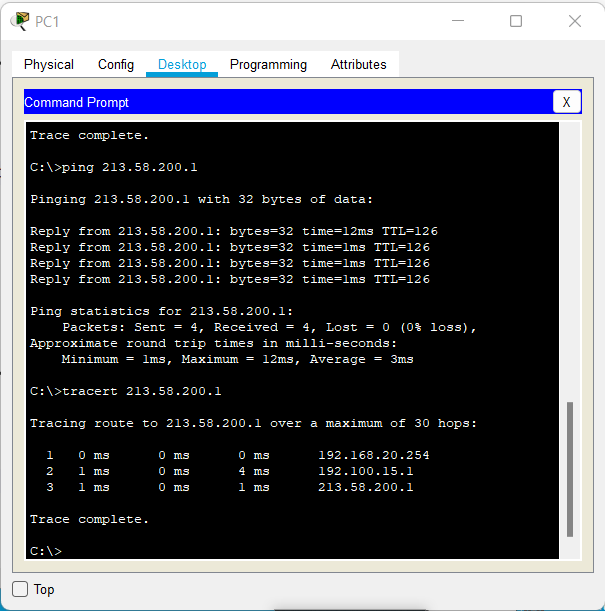 PC1
Physical Config Desktop Programming Attributes
Command Prompt X
Trace complete.
C:\>ping 213.58.200.1
Pinging 213.58.200.1 with 32 bytes of data:
Reply from 213.58.200.1: bytes=32 time=12ms TTL=126
Reply from 213.58.200.1: bytes=32 time=1ms TTL=126
Reply from 213.58.200.1: bytes=32 time=1ms TTL=126
Reply from 213.58.200.1: bytes=32 time=1ms TTL=126
Ping statistics for 213.58.200.1:
    Packets: Sent = 4, Received = 4, Lost = 0 (0% loss),
Approximate round trip times in milli-seconds:
    Minimum = 1ms, Maximum = 12ms, Average = 3ms
C:\>tracert 213.58.200.1
Tracing route to 213.58.200.1 over a maximum of 30 hops:
  1   0 ms      0 ms      0 ms      192.168.20.254
  2   1 ms      0 ms      4 ms      192.100.15.1
  3   1 ms      0 ms      1 ms      213.58.200.1
Trace complete.
C:\>
Top